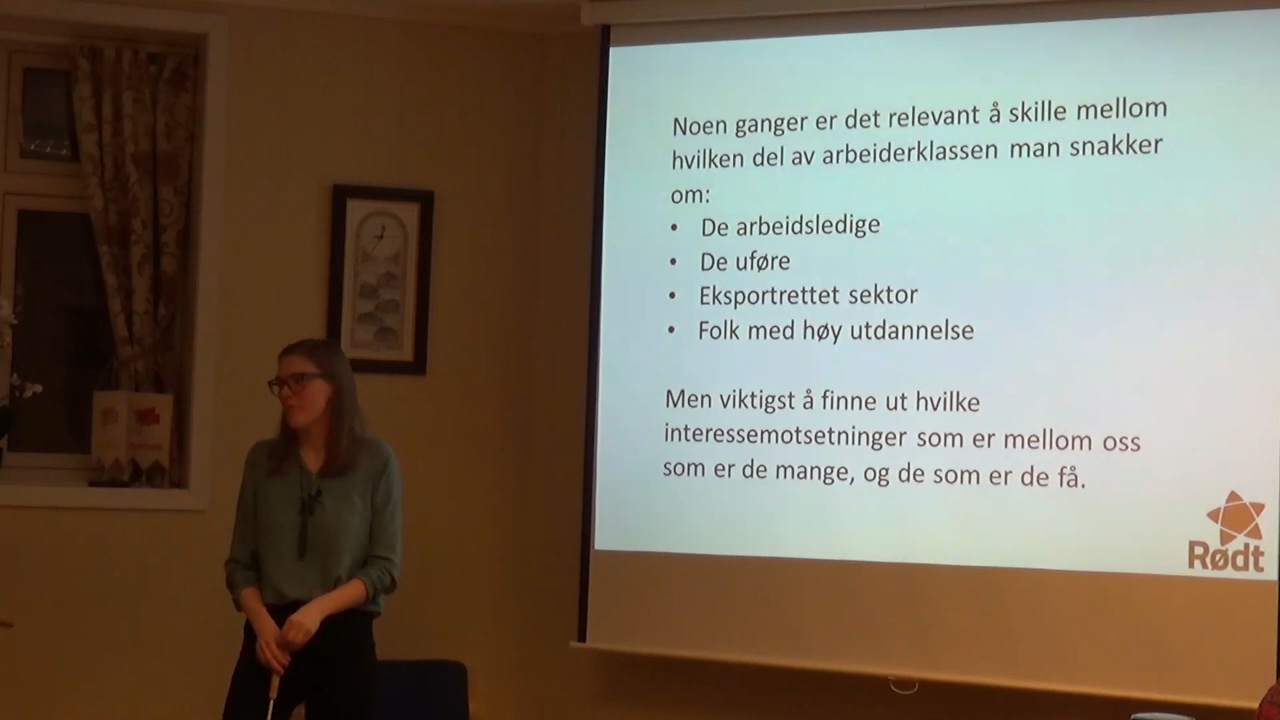 Noen ganger er det relevant å skille mellom
hvilken del av arbeiderklassen man snakker
om:
• De arbeidsledige
• De uføre
• Eksportrettet sektor
• Folk med høy utdannelse
Men viktigst å finne ut hvilke
interessemotsetninger som er mellom oss
som er de mange, og de som er de få.
Rødt